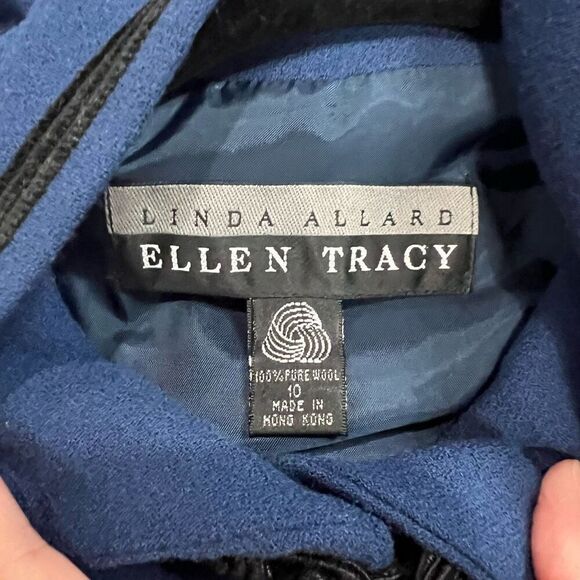 LINDA ALLARD
ELLEN TRACY
100% PURE WOOL
10
MADE IN
HONG KONG